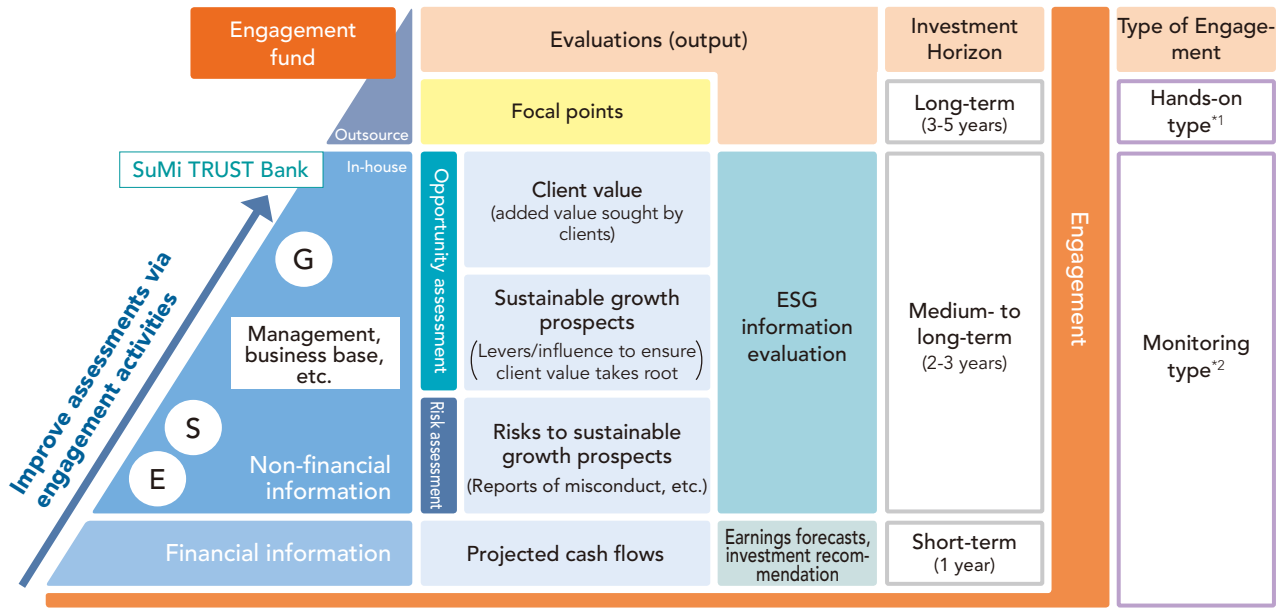 Engagement
fund
Evaluations (output)
Investment
Horizon
Type of Engage-
ment
Outsource
Focal points
Long-term
(3-5 years)
Hands-on
type*1
SuMi TRUST Bank
In-house
Improve assessments via
engagement activities
G
Management,
business base,
etc.
S
E
Non-financial
information
Opportunity assessment
Client value
(added value sought by
clients)
Sustainable growth
prospects
(Levers/influence to ensure
client value takes root)
Risk assessment
Risks to sustainable
growth prospects
(Reports of misconduct, etc.)
ESG
information
evaluation
Medium- to
long-term
(2-3 years)
Engagement
Monitoring
type*2
Financial information
Projected cash flows
Earnings forecasts,
investment recom-
mendation
Short-term
(1 year)